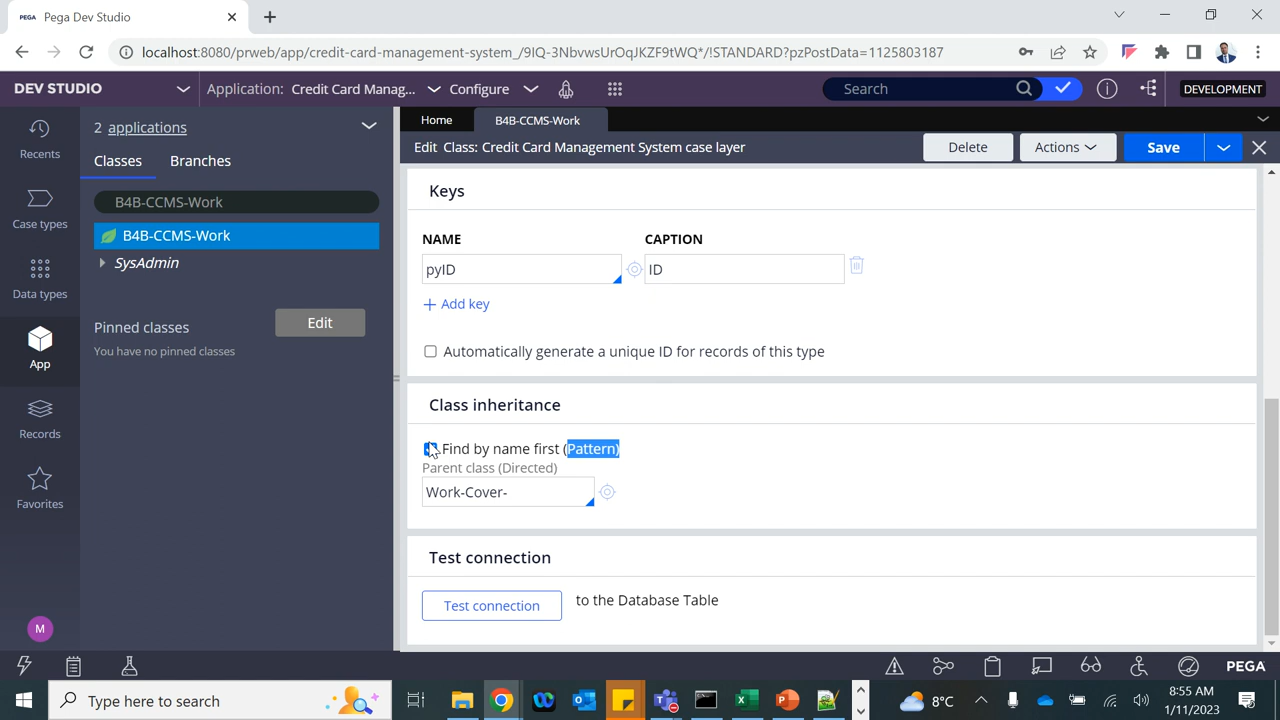 PEGA Pega Dev Studio
localhost:8080/prweb/app/credit-card-management-system_/9IQ-3NbvwsUrOqJKZF9tWQ*/!STANDARD?pzPostData=1125803187
DEV STUDIO
Application: Credit Card Manag...
Configure
Search
DEVELOPMENT
Recents
Case types
Data types
App
Records
Favorites
M
2 applications
Classes
Branches
B4B-CCMS-Work
B4B-CCMS-Work
SysAdmin
Pinned classes
Edit
You have no pinned classes
Home
B4B-CCMS-Work
Edit Class: Credit Card Management System case layer
Delete
Actions
Save
Keys
NAME
CAPTION
pyID
ID
+ Add key
Automatically generate a unique ID for records of this type
Class inheritance
Find by name first (Pattern)
Parent class (Directed)
Work-Cover-
Test connection
Test connection
to the Database Table
PEGA
Type here to search
8°C
8:55 AM
1/11/2023